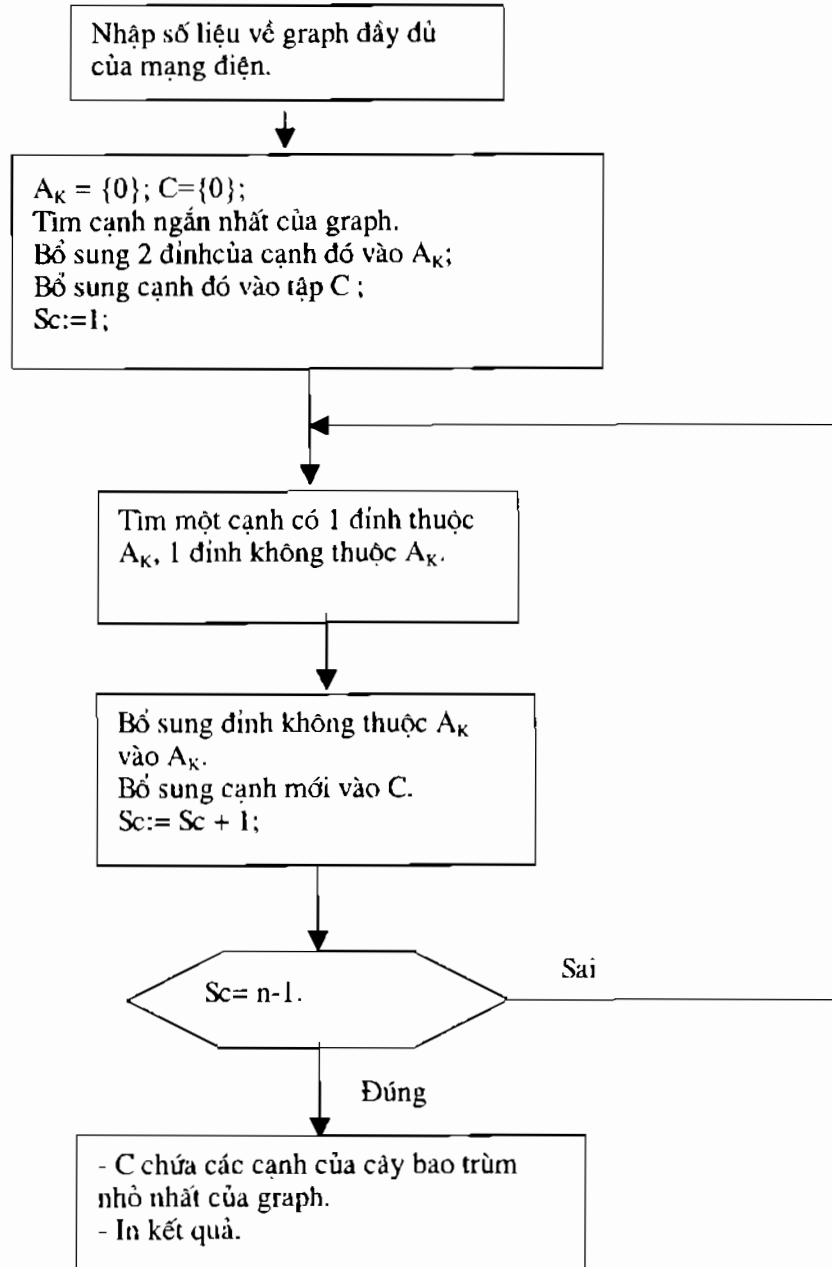 Nhập số liệu về graph đầy đủ
của mạng điện.
A_K = {0}; C={0};
Tìm cạnh ngắn nhất của graph.
Bổ sung 2 đỉnhcủa cạnh đó vào A_K;
Bổ sung cạnh đó vào tập C ;
Sc:=1;
Tìm một cạnh có 1 đỉnh thuộc
A_K, 1 đỉnh không thuộc A_K.
Bổ sung đỉnh không thuộc A_K
vào A_K.
Bổ sung cạnh mới vào C.
Sc:= Sc + 1;
Sc= n-1.
Sai
Đúng
- C chứa các cạnh của cây bao trùm
nhỏ nhất của graph.
- In kết quả.